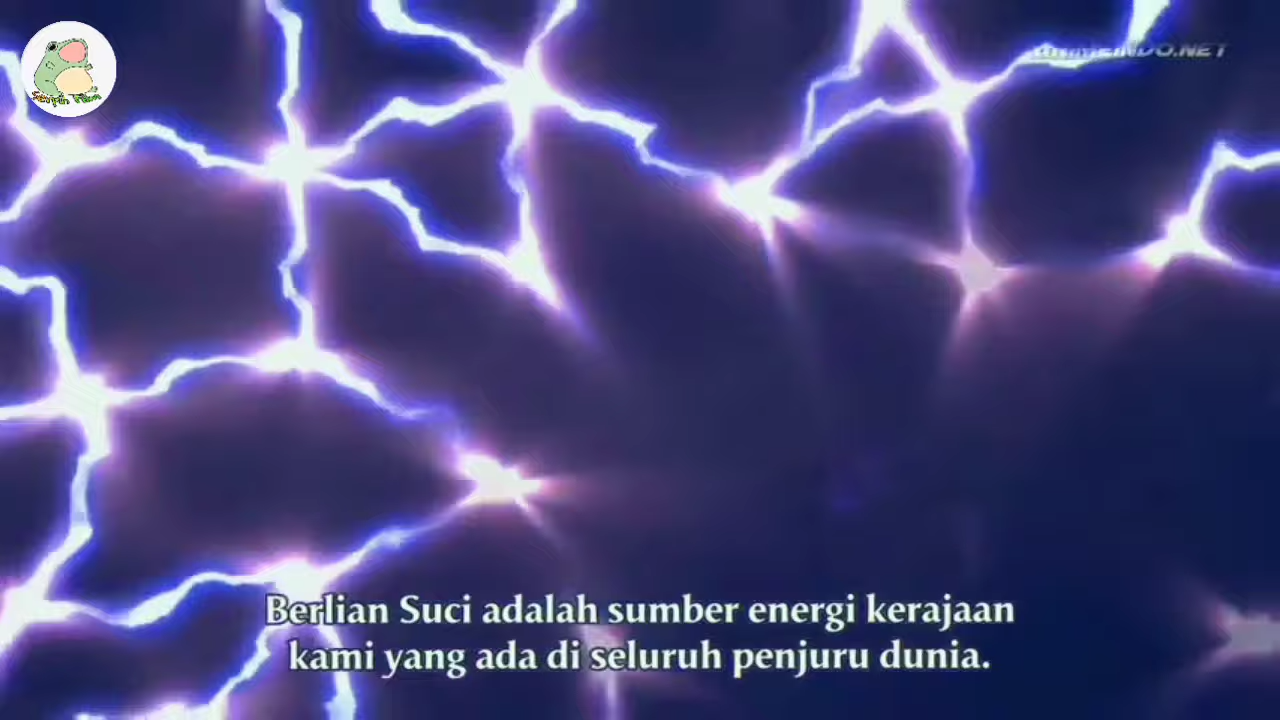 Berlian Suci adalah sumber energi kerajaan
kami yang ada di seluruh penjuru dunia.